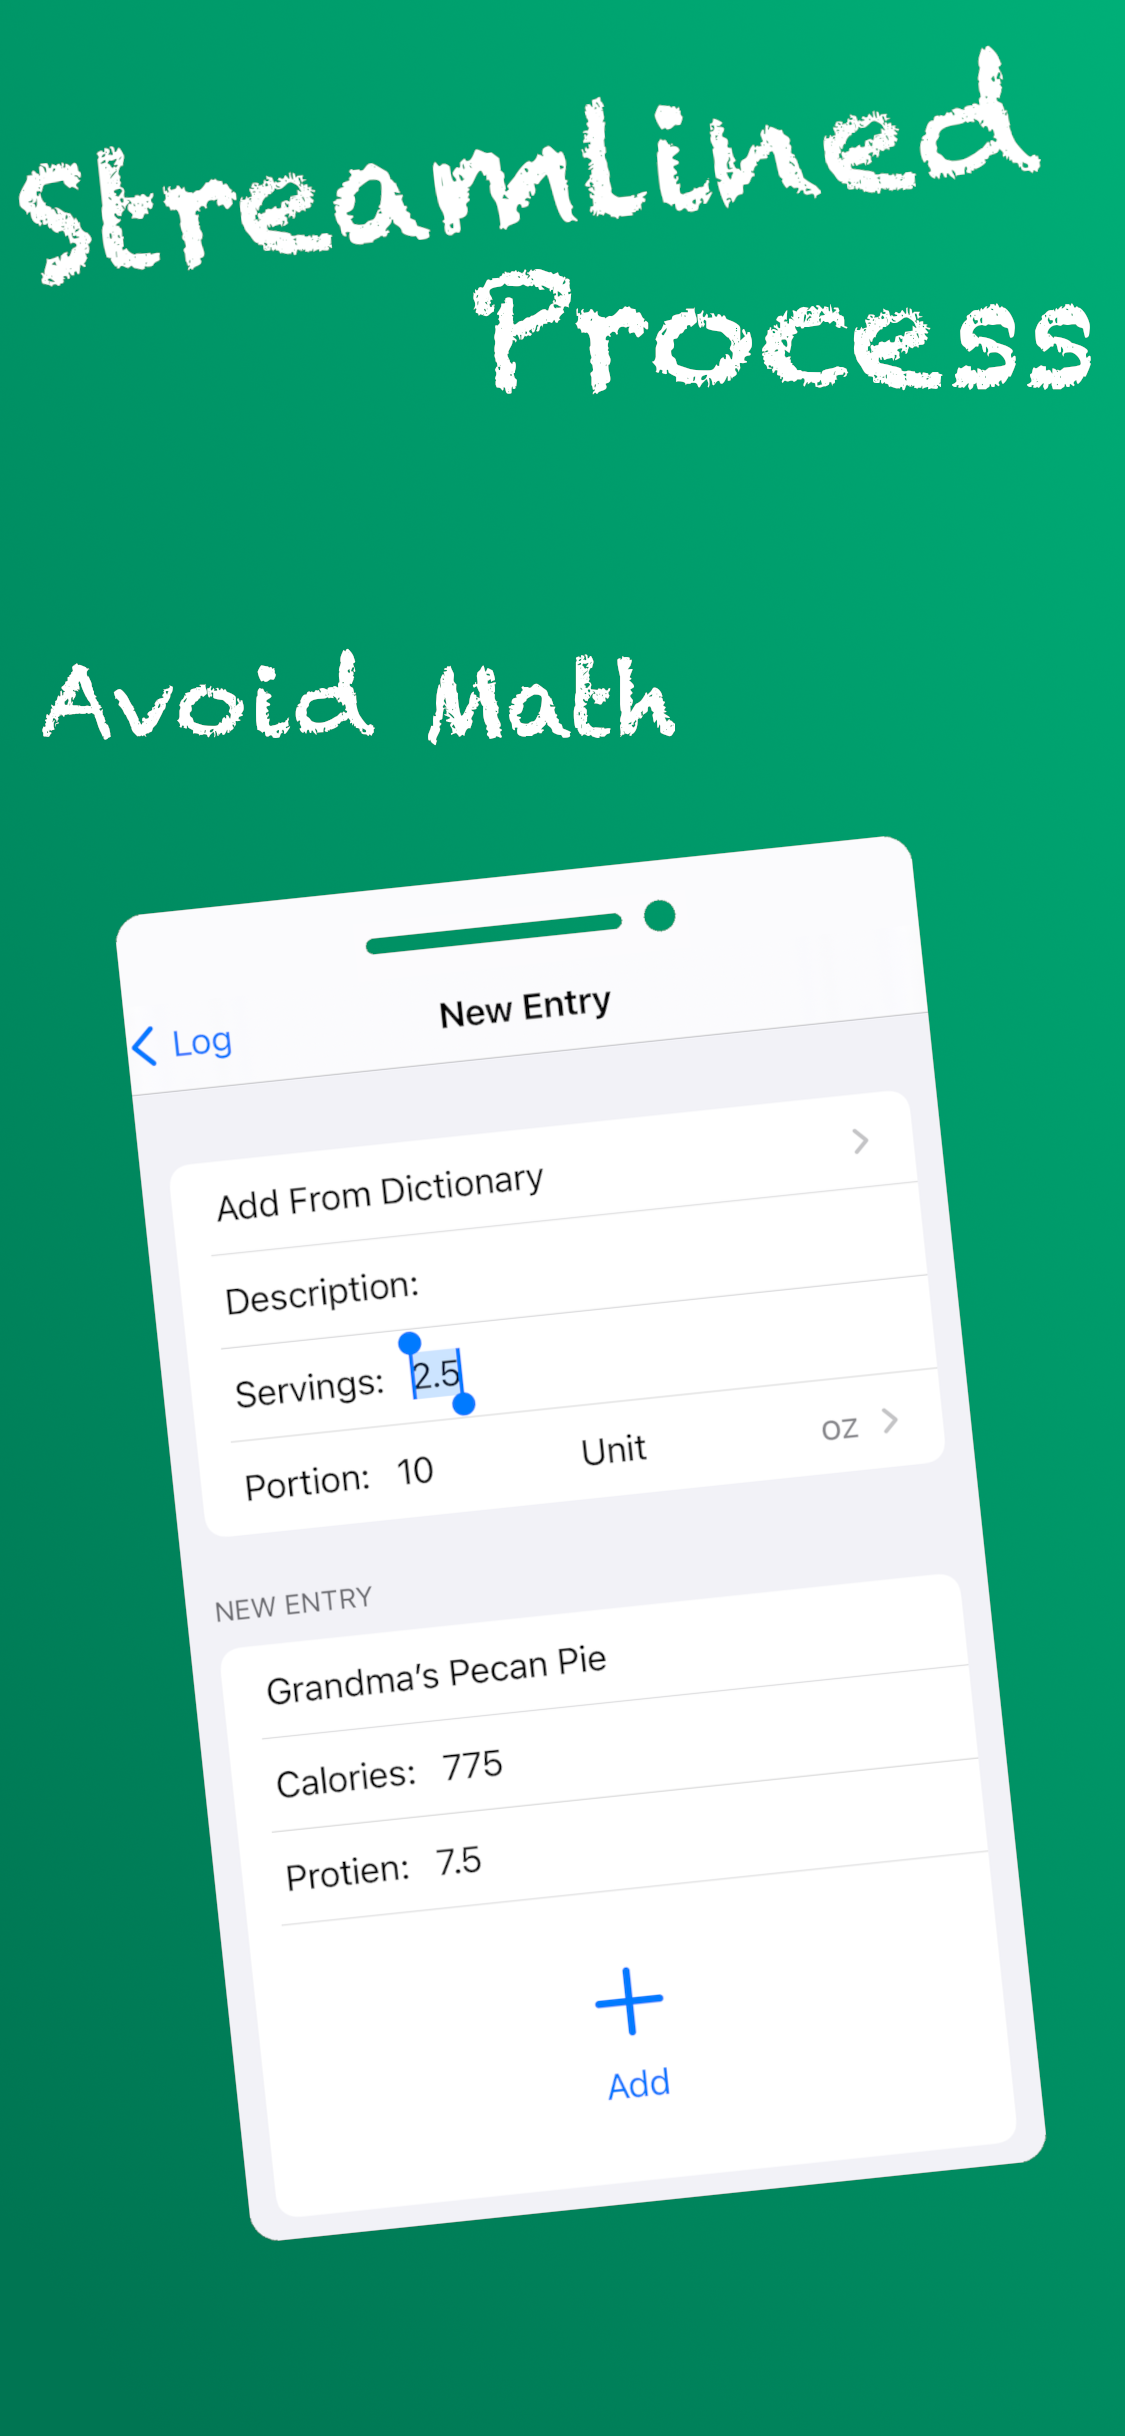 Streamlined
Process
Avoid Math
Log
New Entry
Add From Dictionary
Description:
Servings: 2.5
Portion: 10 Unit oz
NEW ENTRY
Grandma's Pecan Pie
Calories: 775
Protien: 7.5
Add